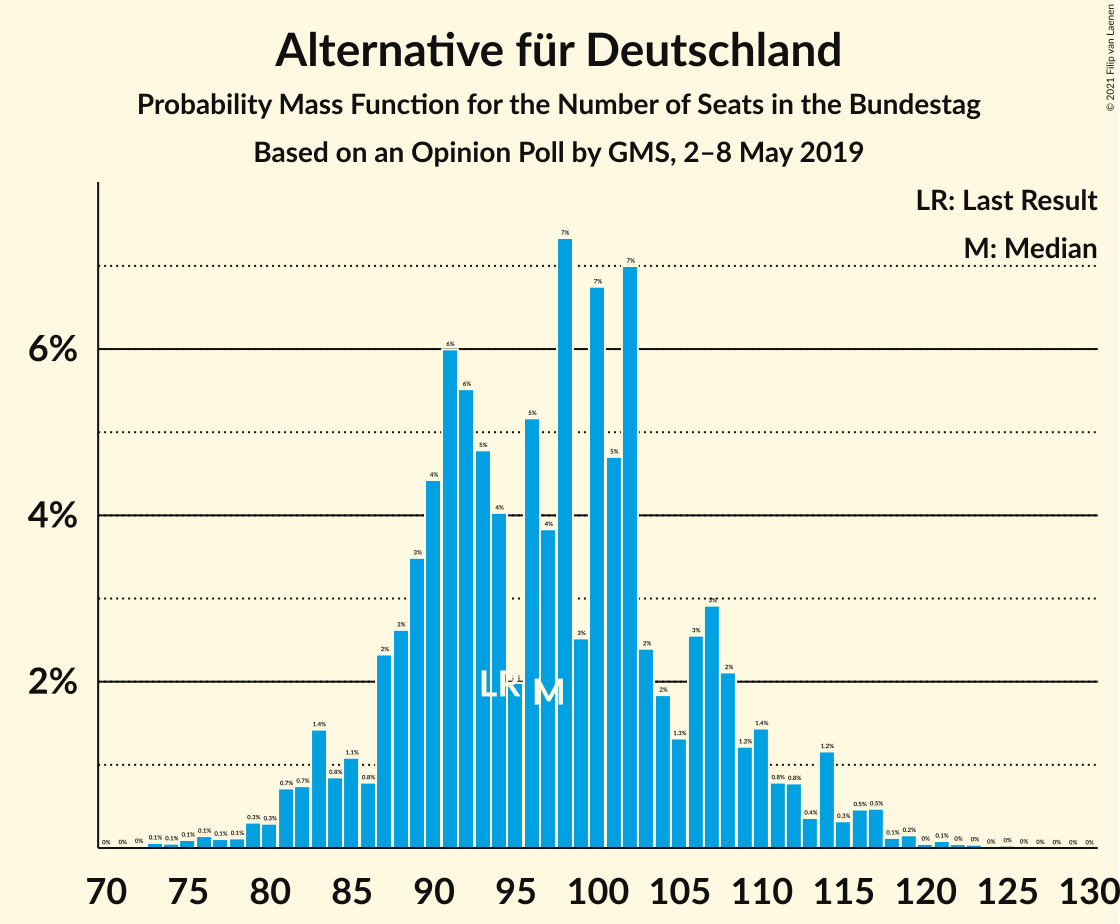 Alternative für Deutschland
Probability Mass Function for the Number of Seats in the Bundestag
Based on an Opinion Poll by GMS, 2–8 May 2019
© 2021 Filip van Laenen
LR: Last Result
M: Median
6%
4%
2%
0% 0% 0% 0.1% 0.1% 0.1% 0.1% 0.1% 0.1% 0.3% 0.3% 0.7% 0.7% 1.4% 0.8% 1.1% 0.8% 2% 3% 3% 4% 6% 6% 5% 4% 5% 4% 7% 3% 7% 5% 7% 2% 2% 1.3% 3% 3% 2% 1.2% 1.4% 0.8% 0.8% 0.4% 1.2% 0.3% 0.5% 0.5% 0.1% 0.2% 0% 0.1% 0% 0% 0% 0% 0% 0% 0% 0% 0%
LR M
70 75 80 85 90 95 100 105 110 115 120 125 130